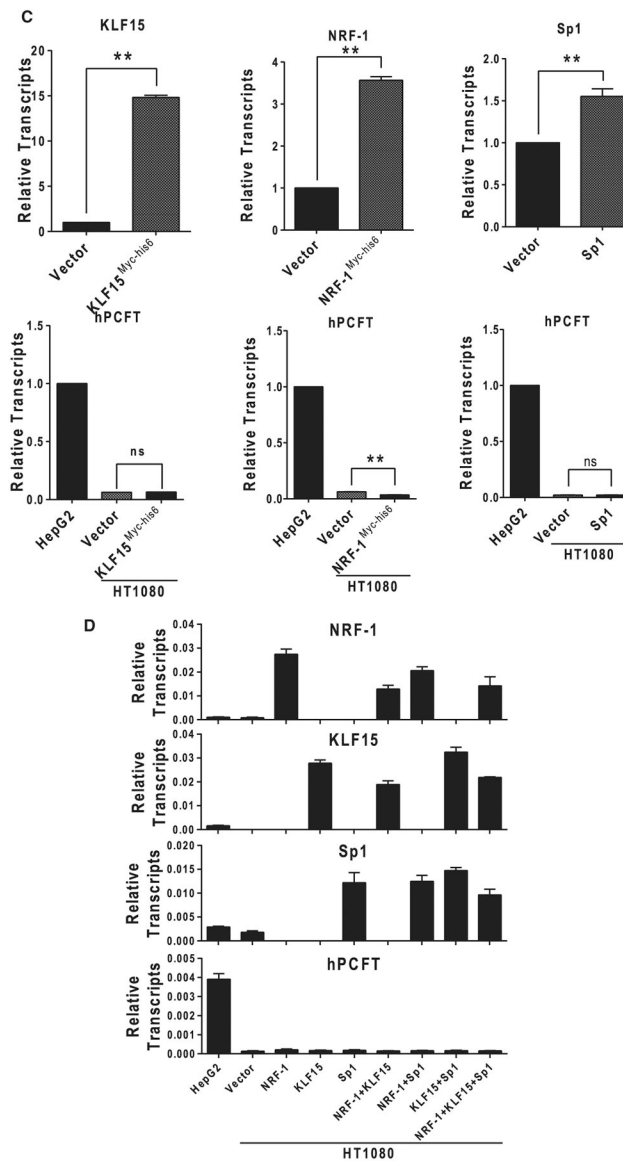 C
KLF15
Relative Transcripts
20
15
10
5
0
**
Vector
KLF15 Myc-his6
NRF-1
Relative Transcripts
4
3
2
1
0
**
Vector
NRF-1 Myc-his6
Sp1
Relative Transcripts
2.0
1.5
1.0
0.5
0.0
**
Vector
Sp1
hPCFT
Relative Transcripts
1.5
1.0
0.5
0.0
ns
HepG2
Vector
KLF15 Myc-his6
HT1080
hPCFT
Relative Transcripts
1.5
1.0
0.5
0.0
**
HepG2
Vector
NRF-1 Myc-his6
HT1080
hPCFT
Relative Transcripts
1.5
1.0
0.5
0.0
ns
HepG2
Vector
Sp1
HT1080
D
NRF-1
Relative
Transcripts
0.04
0.03
0.02
0.01
0.00
KLF15
Relative
Transcripts
0.04
0.03
0.02
0.01
0.00
Sp1
Relative
Transcripts
0.020
0.015
0.010
0.005
0.000
hPCFT
Relative
Transcripts
0.005
0.004
0.003
0.002
0.001
0.000
HepG2
Vector
NRF-1
KLF15
Sp1
NRF-1+KLF15
NRF-1+Sp1
KLF15+Sp1
NRF-1+KLF15+Sp1
HT1080